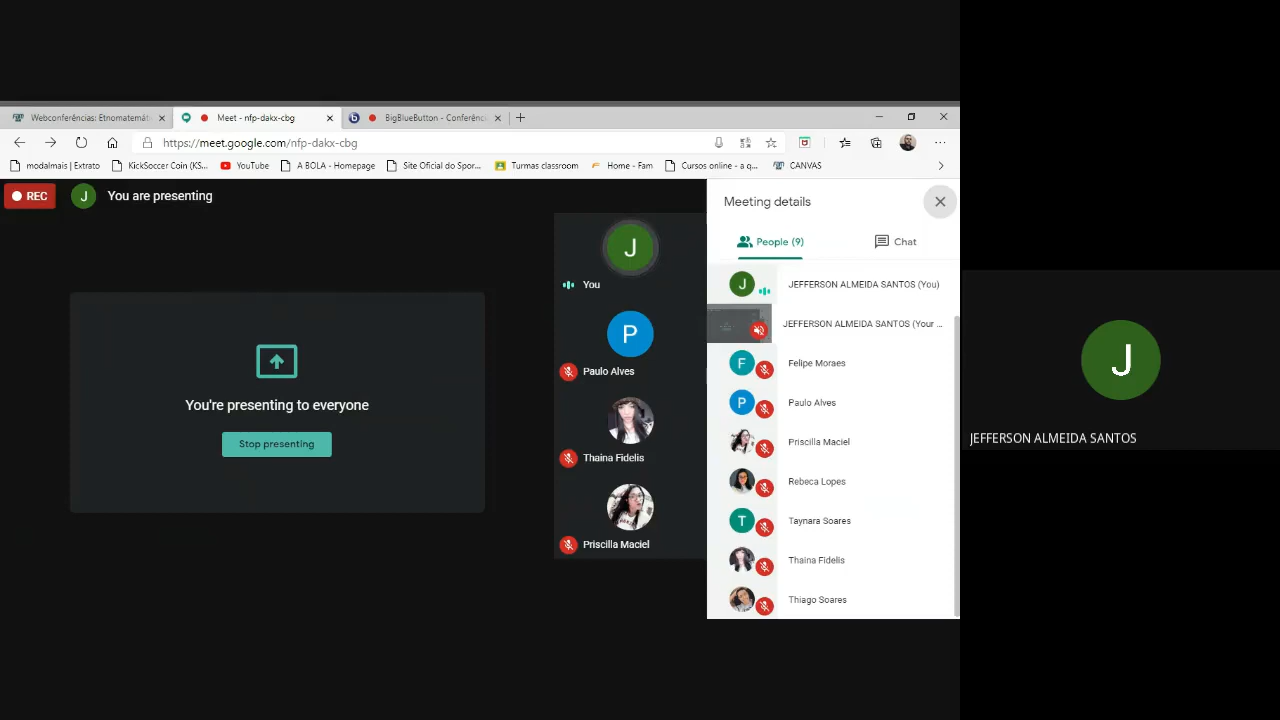 Webconferências: Etnomatemáti
Meet - nfp-dakx-cbg
BigBlueButton - Conferênci
https://meet.google.com/nfp-dakx-cbg
modalmais | Extrato
KickSoccer Coin (KS...
YouTube
A BOLA - Homepage
Site Oficial do Spor...
Turmas classroom
Home - Fam
Cursos online - a q...
CANVAS
REC
J
You are presenting
You're presenting to everyone
Stop presenting
J
You
P
Paulo Alves
Thaina Fidelis
Priscilla Maciel
Meeting details
People (9)
Chat
J
JEFFERSON ALMEIDA SANTOS (You)
JEFFERSON ALMEIDA SANTOS (Your ...
F
Felipe Moraes
P
Paulo Alves
Priscilla Maciel
Rebeca Lopes
T
Taynara Soares
Thaina Fidelis
Thiago Soares
J
JEFFERSON ALMEIDA SANTOS